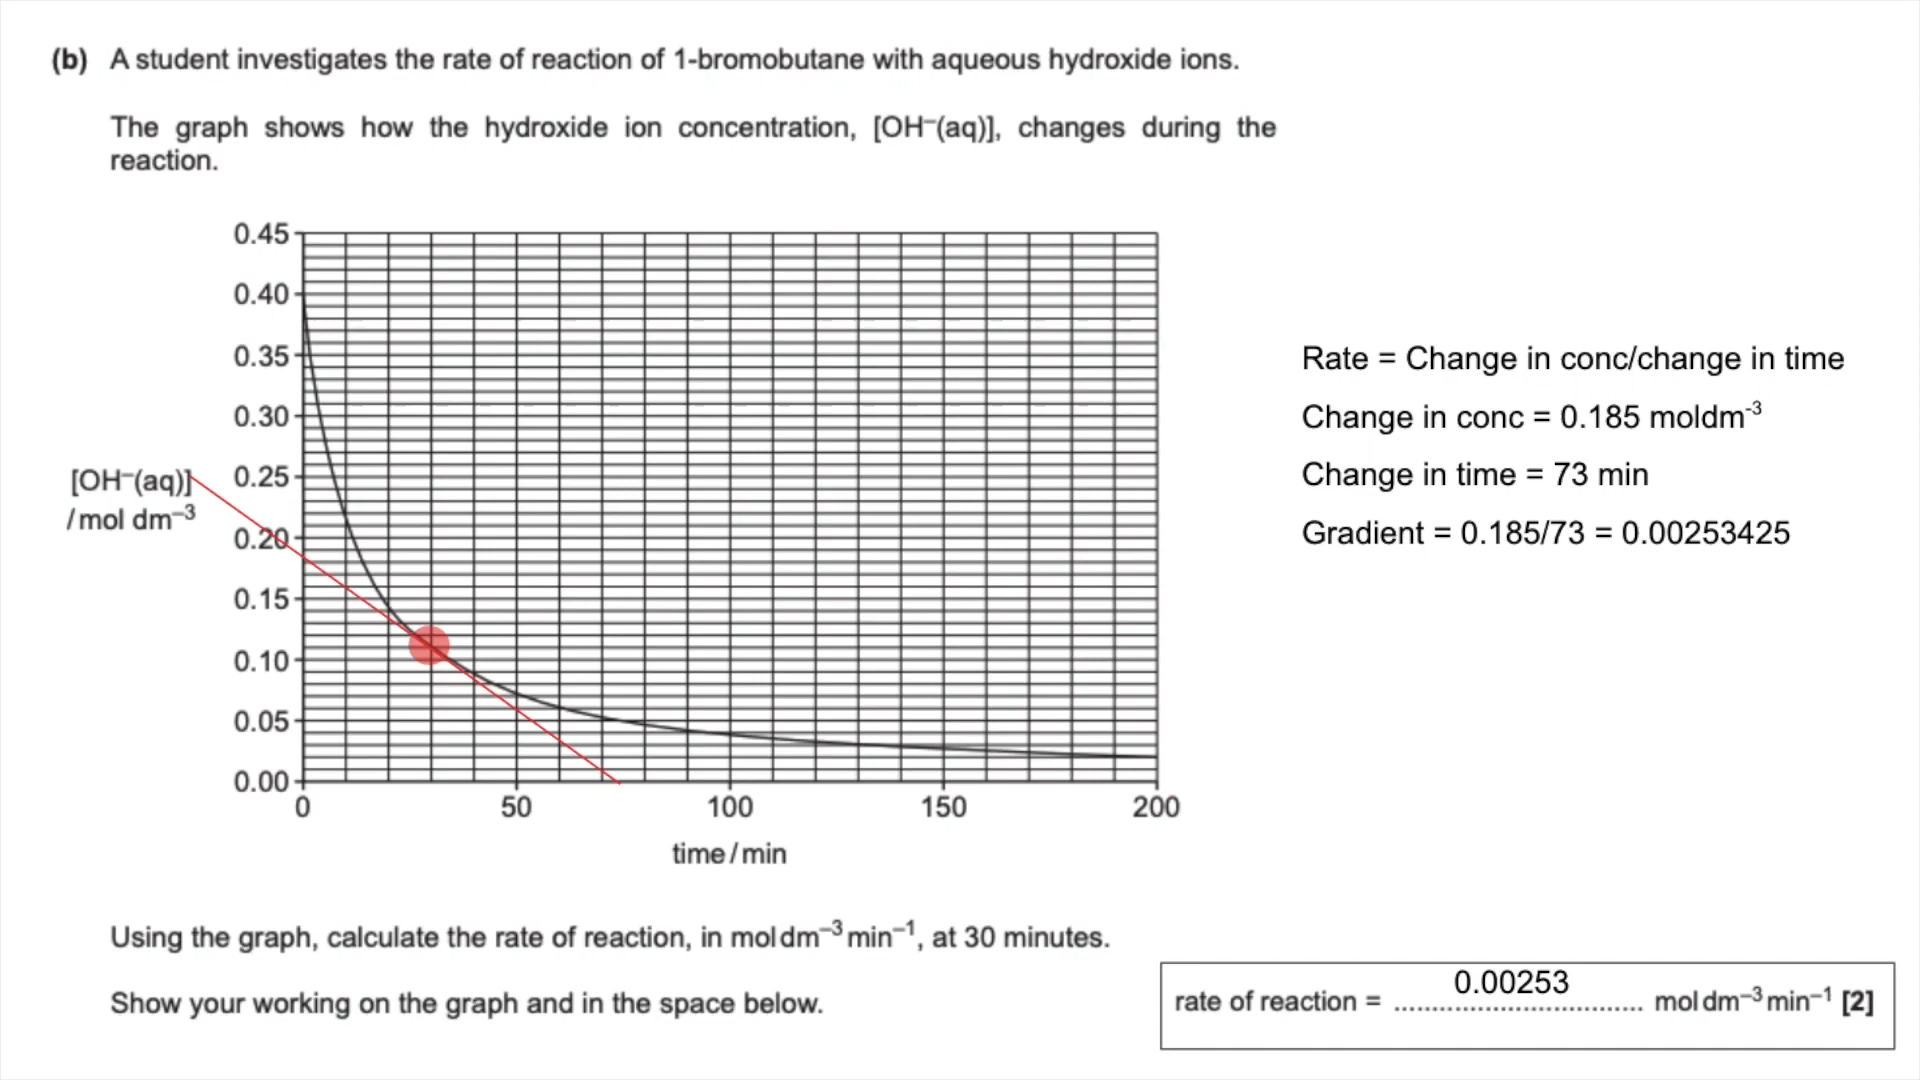 (b) A student investigates the rate of reaction of 1-bromobutane with aqueous hydroxide ions.
The graph shows how the hydroxide ion concentration, [OH⁻(aq)], changes during the
reaction.
0.45
0.40
0.35
0.30
[OH⁻(aq)]
/mol dm⁻³
0.25
0.20
0.15
0.10
0.05
0.00
0 50 100 150 200
time/min
Rate = Change in conc/change in time
Change in conc = 0.185 moldm⁻³
Change in time = 73 min
Gradient = 0.185/73 = 0.00253425
Using the graph, calculate the rate of reaction, in mol dm⁻³ min⁻¹, at 30 minutes.
Show your working on the graph and in the space below.
0.00253
rate of reaction = .............................. mol dm⁻³ min⁻¹ [2]